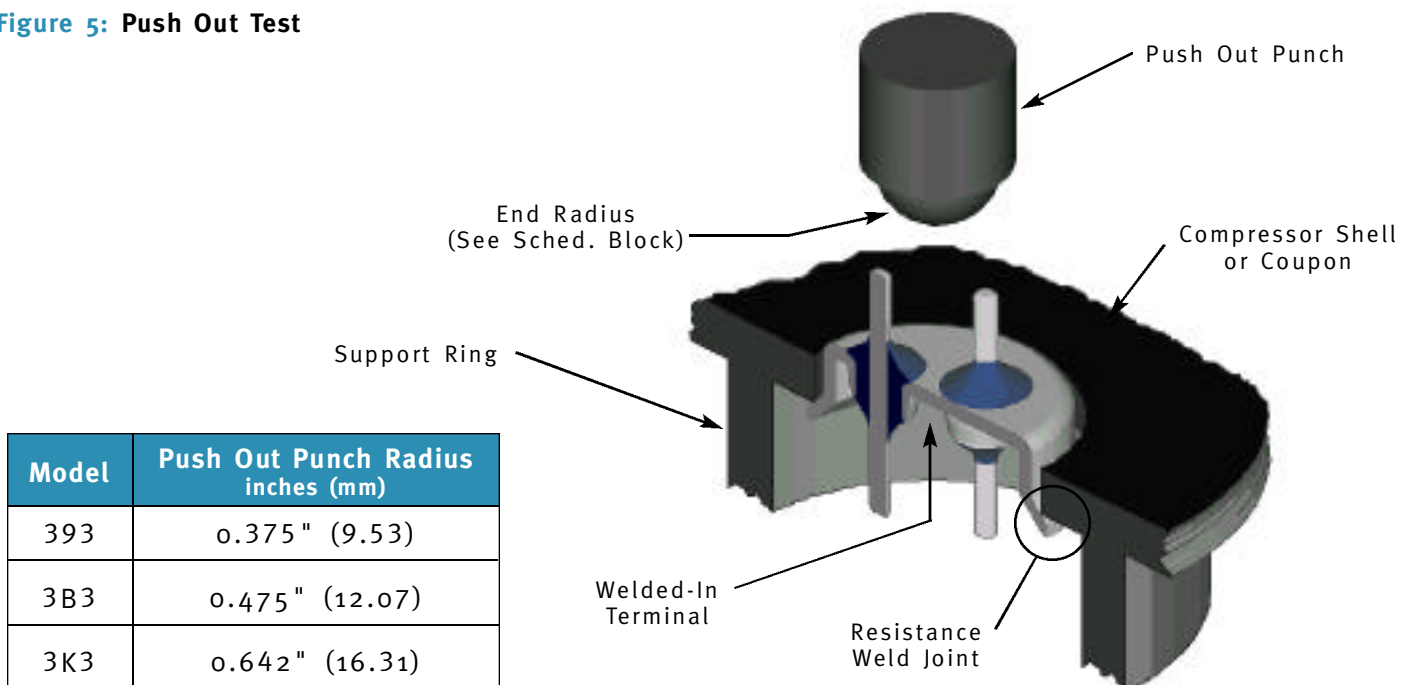 Figure 5: Push Out Test
Push Out Punch
End Radius
(See Sched. Block)
Compressor Shell
or Coupon
Support Ring
Model Push Out Punch Radius
inches (mm)
393 0.375" (9.53)
3B3 0.475" (12.07)
3K3 0.642" (16.31)
Welded-In
Terminal
Resistance
Weld Joint